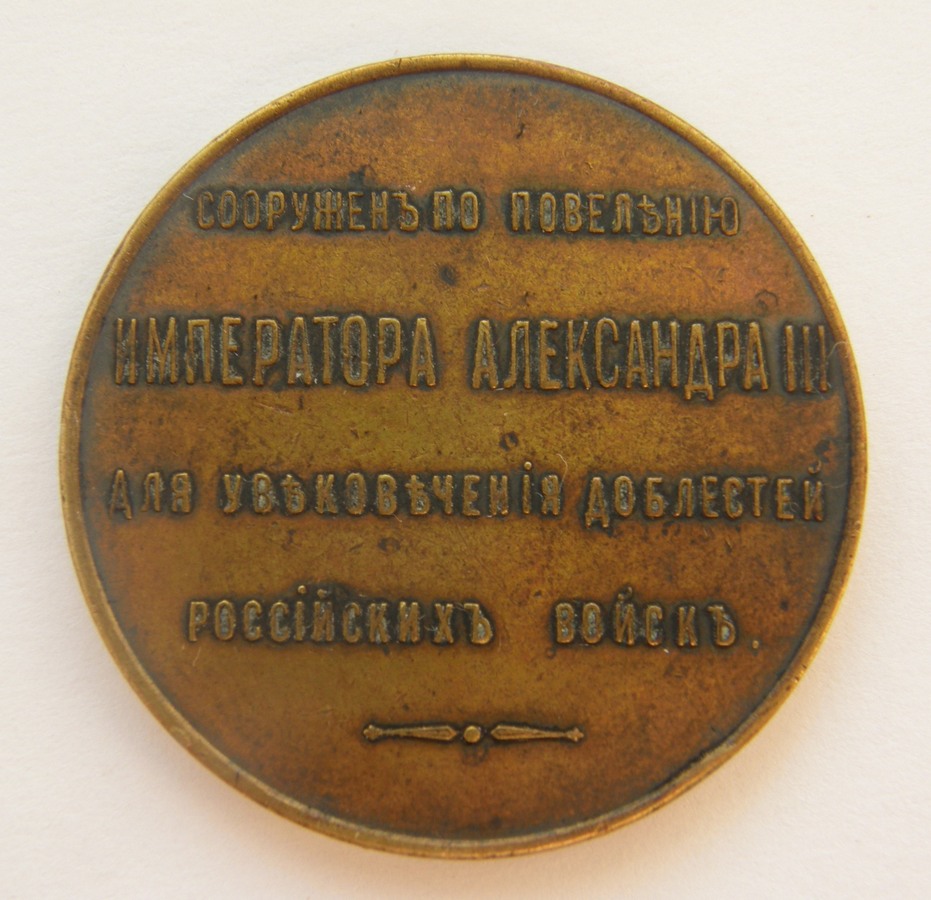 СООРУЖЕНЪ ПО ПОВЕЛѢНІЮ
ИМПЕРАТОРА АЛЕКСАНДРА III
ДЛЯ УВѢКОВѢЧЕНІЯ ДОБЛЕСТЕЙ
РОССІЙСКИХЪ ВОЙСКЪ.